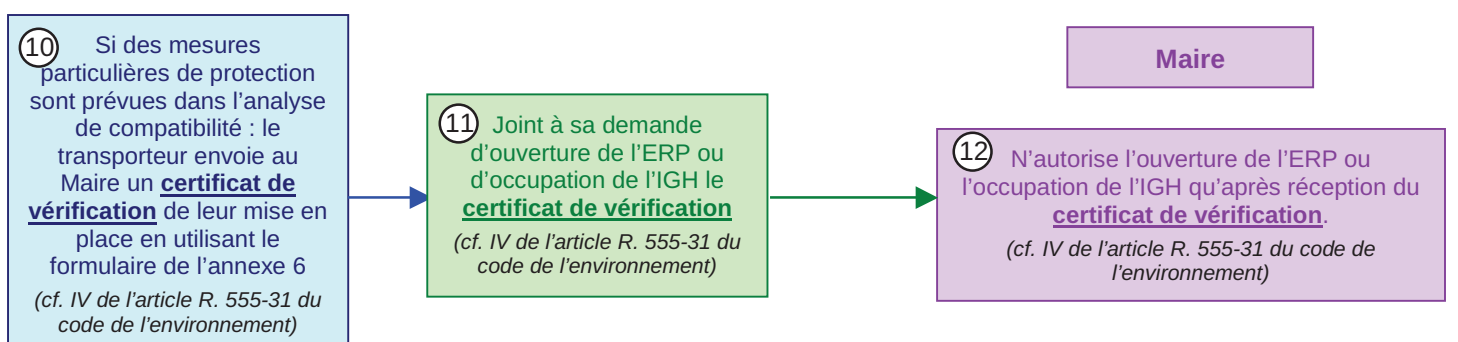 10
Si des mesures
particulières de protection
sont prévues dans l’analyse
de compatibilité : le
transporteur envoie au
Maire un certificat de
vérification de leur mise en
place en utilisant le
formulaire de l’annexe 6
(cf. IV de l’article R. 555-31 du
code de l’environnement)
11
Joint à sa demande
d’ouverture de l’ERP ou
d’occupation de l’IGH le
certificat de vérification
(cf. IV de l’article R. 555-31 du
code de l’environnement)
Maire
12
N’autorise l’ouverture de l’ERP ou
l’occupation de l’IGH qu’après réception du
certificat de vérification.
(cf. IV de l’article R. 555-31 du code de
l’environnement)